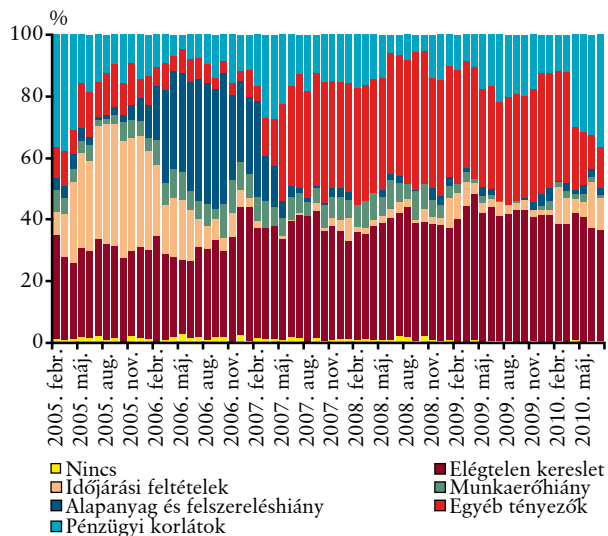 %
100
80
60
40
20
0
2005. febr.
2005. máj.
2005. aug.
2005. nov.
2006. febr.
2006. máj.
2006. aug.
2006. nov.
2007. febr.
2007. máj.
2007. aug.
2007. nov.
2008. febr.
2008. máj.
2008. aug.
2008. nov.
2009. febr.
2009. máj.
2009. aug.
2009. nov.
2010. febr.
2010. máj.
Nincs
Elégtelen kereslet
Időjárási feltételek
Munkaerőhiány
Alapanyag és felszereléshiány
Egyéb tényezők
Pénzügyi korlátok